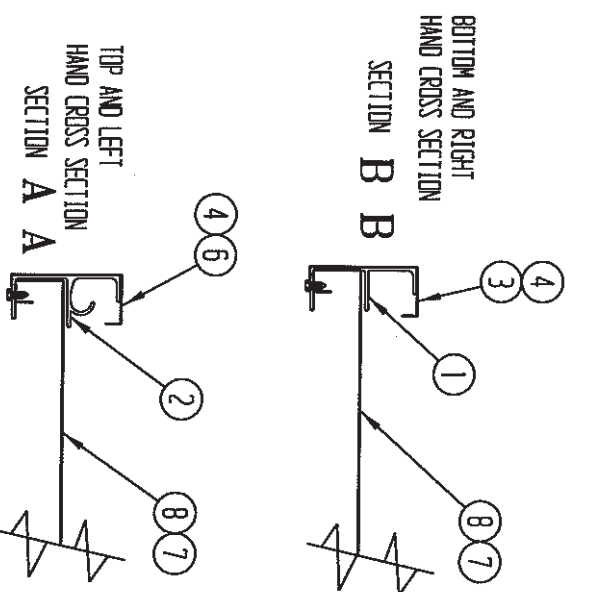 BOTTOM AND RIGHT
HAND CROSS SECTION
SECTION B B
4
3
1
8
7
TOP AND LEFT
HAND CROSS SECTION
SECTION A A
4
6
2
8
7